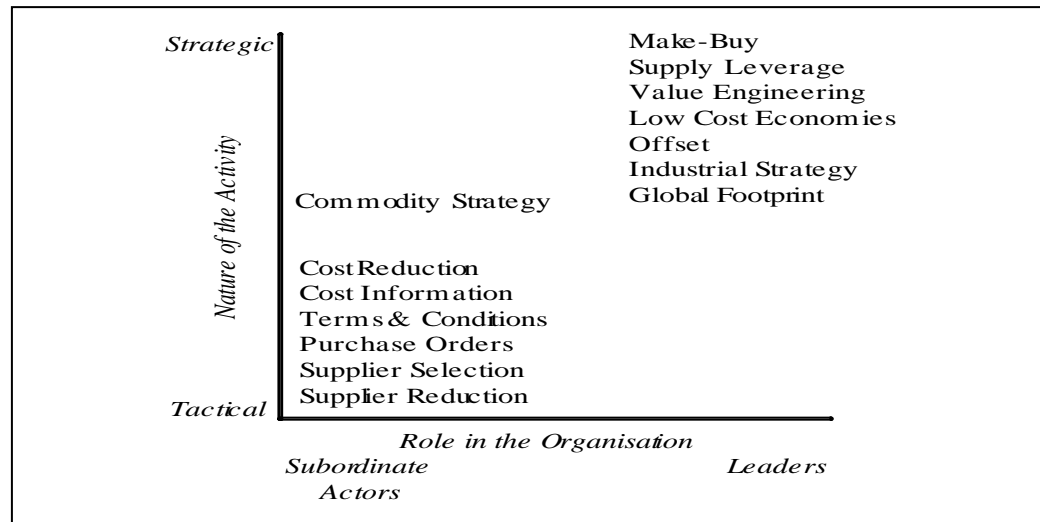 Strategic
Make-Buy
Supply Leverage
Value Engineering
Low Cost Economies
Offset
Industrial Strategy
Global Footprint
Nature of the Activity
Commodity Strategy
Cost Reduction
Cost Information
Terms & Conditions
Purchase Orders
Supplier Selection
Supplier Reduction
Tactical
Role in the Organisation
Subordinate
Actors
Leaders